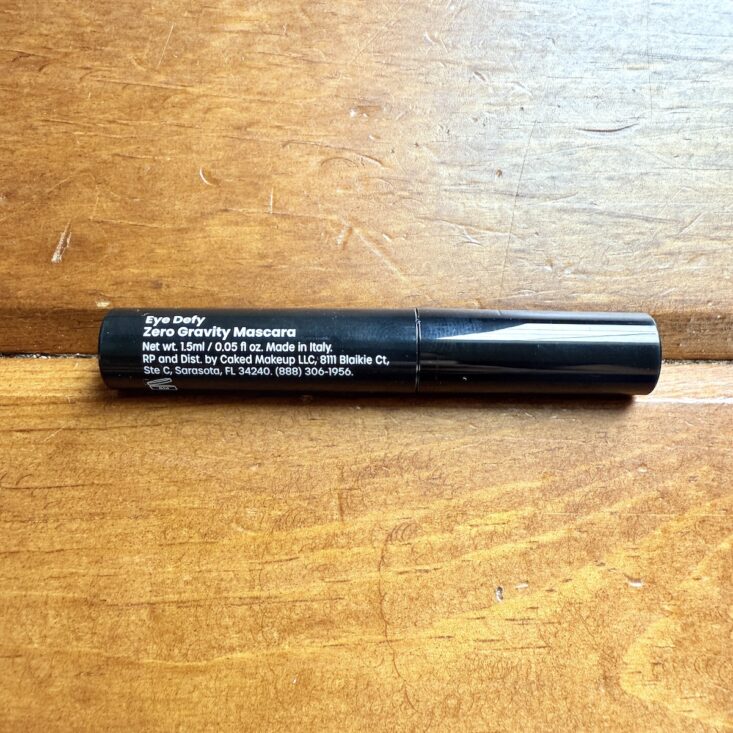 Eye Defy
Zero Gravity Mascara
Net wt. 1.5ml / 0.05 fl oz. Made in Italy.
RP and Dist. by Caked Makeup LLC, 8111 Blaikie Ct,
Ste C, Sarasota, FL 34240. (888) 306-1956.